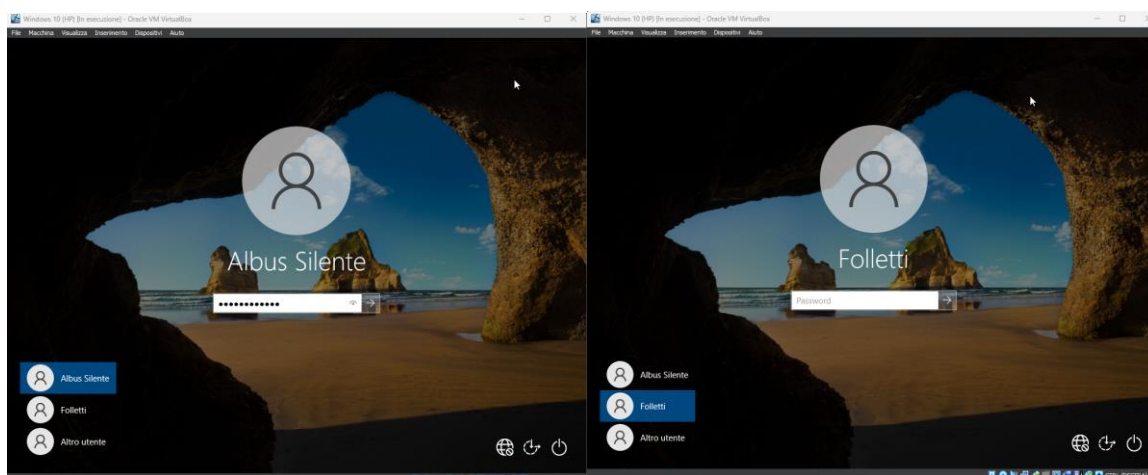 Windows 10 (HP) [In esecuzione] - Oracle VM VirtualBox
File Macchina Visualizza Inserimento Dispositivi Aiuto
Albus Silente
Albus Silente
Folletti
Altro utente
Windows 10 (HP) [In esecuzione] - Oracle VM VirtualBox
File Macchina Visualizza Inserimento Dispositivi Aiuto
Folletti
Password
Albus Silente
Folletti
Altro utente